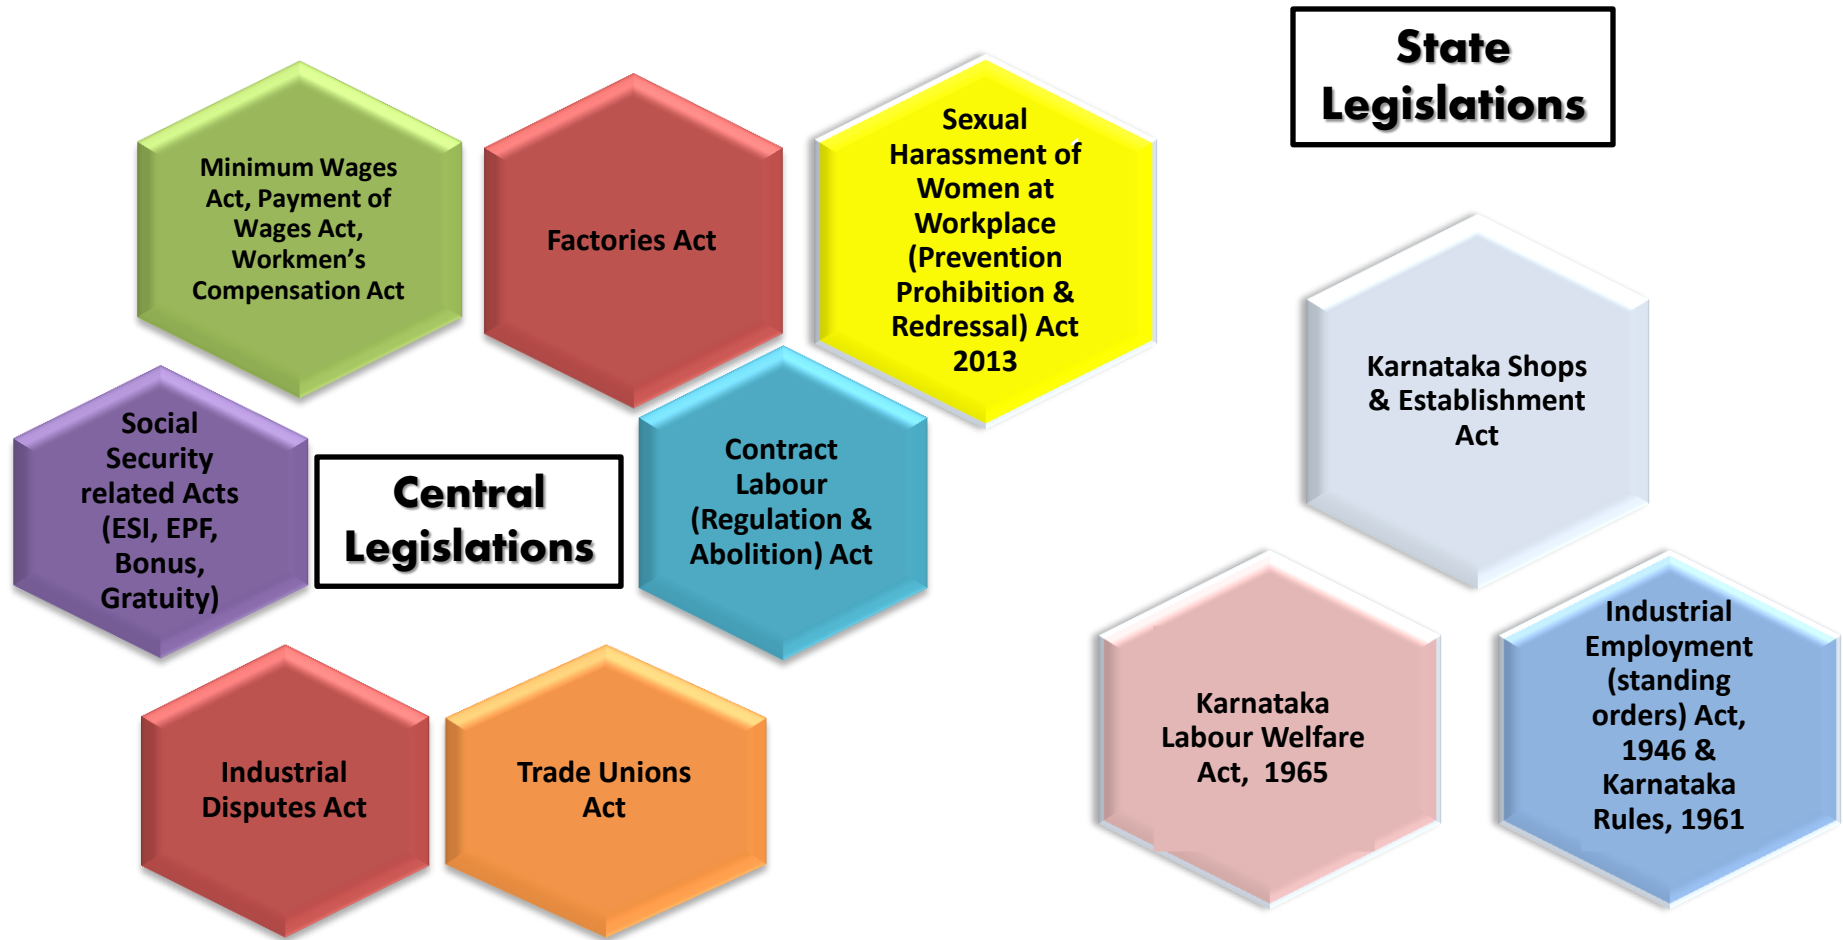 State
Legislations
Minimum Wages
Act, Payment of
Wages Act,
Workmen's
Compensation Act
Factories Act
Sexual
Harassment of
Women at
Workplace
(Prevention
Prohibition &
Redressal) Act
2013
Social
Security
related Acts
(ESI, EPF,
Bonus,
Gratuity)
Central
Legislations
Contract
Labour
(Regulation &
Abolition) Act
Industrial
Disputes Act
Trade Unions
Act
Karnataka Shops
& Establishment
Act
Karnataka
Labour Welfare
Act, 1965
Industrial
Employment
(standing
orders) Act,
1946 &
Karnataka
Rules, 1961